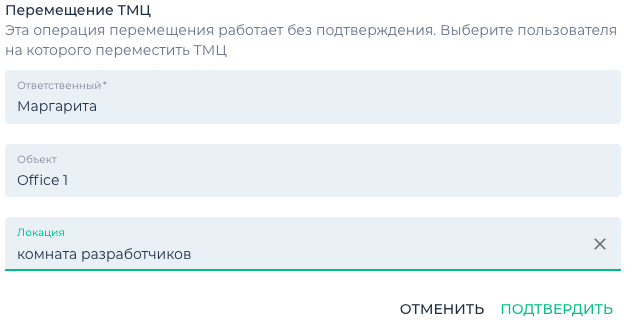 Перемещение ТМЦ
Эта операция перемещения работает без подтверждения. Выберите пользователя
на которого переместить ТМЦ
Ответственный*
Маргарита
Объект
Office 1
Локация
комната разработчиков
ОТМЕНИТЬ ПОДТВЕРДИТЬ